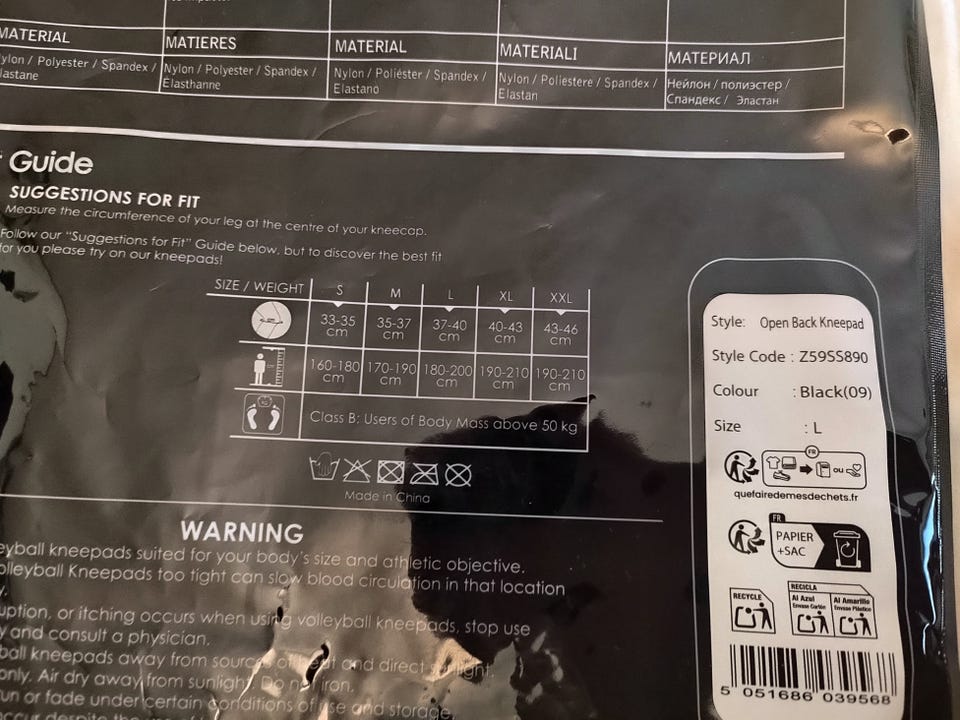 MATERIAL
MATIERES
MATERIAL
MATERIALI
МАТЕРИАЛ
Nylon / Polyester / Spandex /
Elasthanne
Nylon / Poliéster / Spandex /
Elastano
Nylon / Poliestere / Spandex /
Elastan
Нейлон / полиэстер /
Спандекс / Эластан
Guide
SUGGESTIONS FOR FIT
Measure the circumference of your leg at the centre of your kneecap.
Follow our "Suggestions for Fit" Guide below, but to discover the best fit
for you please try on our kneepads!
SIZE / WEIGHT S M L XL XXL
33-35 cm 35-37 cm 37-40 cm 40-43 cm 43-46 cm
160-180 cm 170-190 cm 180-200 cm 190-210 cm 190-210 cm
Class B: Users of Body Mass above 50 kg
Made in China
WARNING
kneepads suited for your body's size and athletic objective.
Kneepads too tight can slow blood circulation in that location
or itching occurs when using volleyball kneepads, stop use
and consult a physician.
kneepads away from sources of heat and direct sunlight.
only. Air dry away from sunlight. Do not iron.
or fade under certain conditions of use and storage.
despite the
Style: Open Back Kneepad
Style Code : Z59SS890
Colour : Black(09)
Size : L
FR
ou
quefairedemesdechets.fr
FR
PAPIER
+SAC
RECYCLE
RECICLA
Al Azul
Envase Cartón
Al Amarillo
Envase Plástico
5 051686 039568